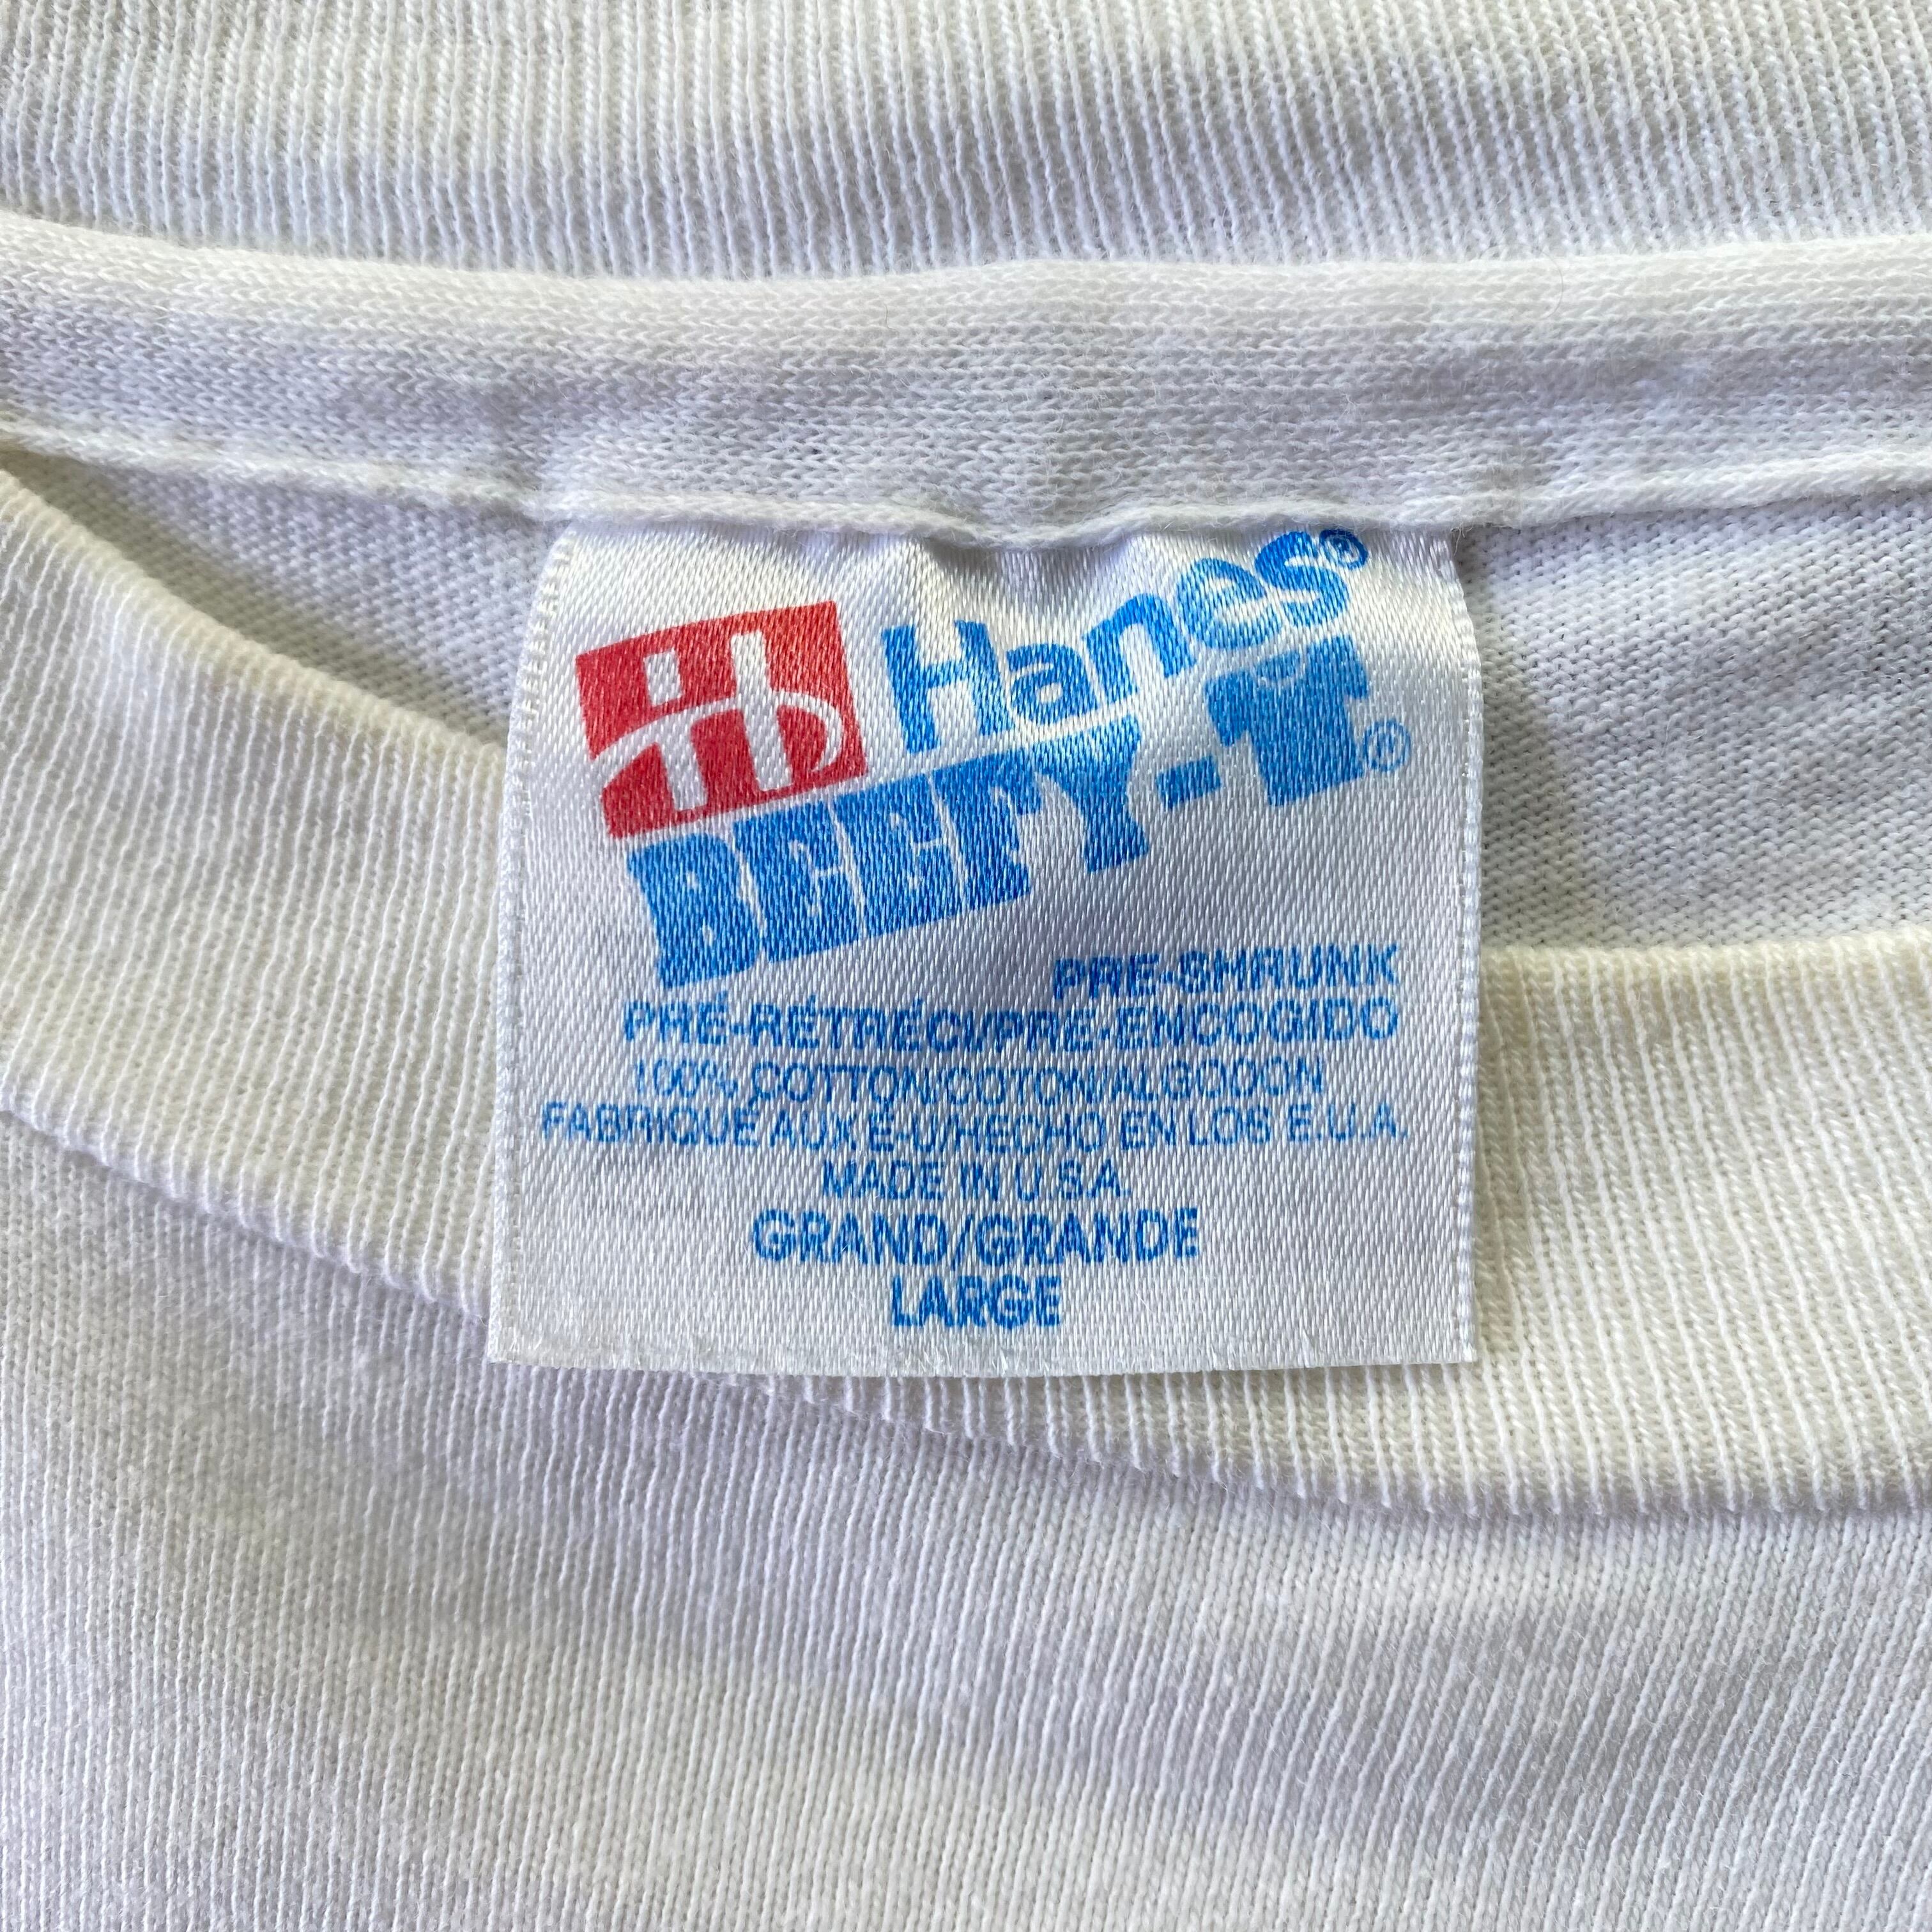 Hanes®
BEEFY-T®
PRE-SHRUNK
PRÉ-RÉTRÉCI/PRE-ENCOGIDO
100% COTTON/COTON/ALGODON
FABRIQUÉ AUX E-U/HECHO EN LOS E.U.A.
MADE IN U.S.A.
GRAND/GRANDE
LARGE